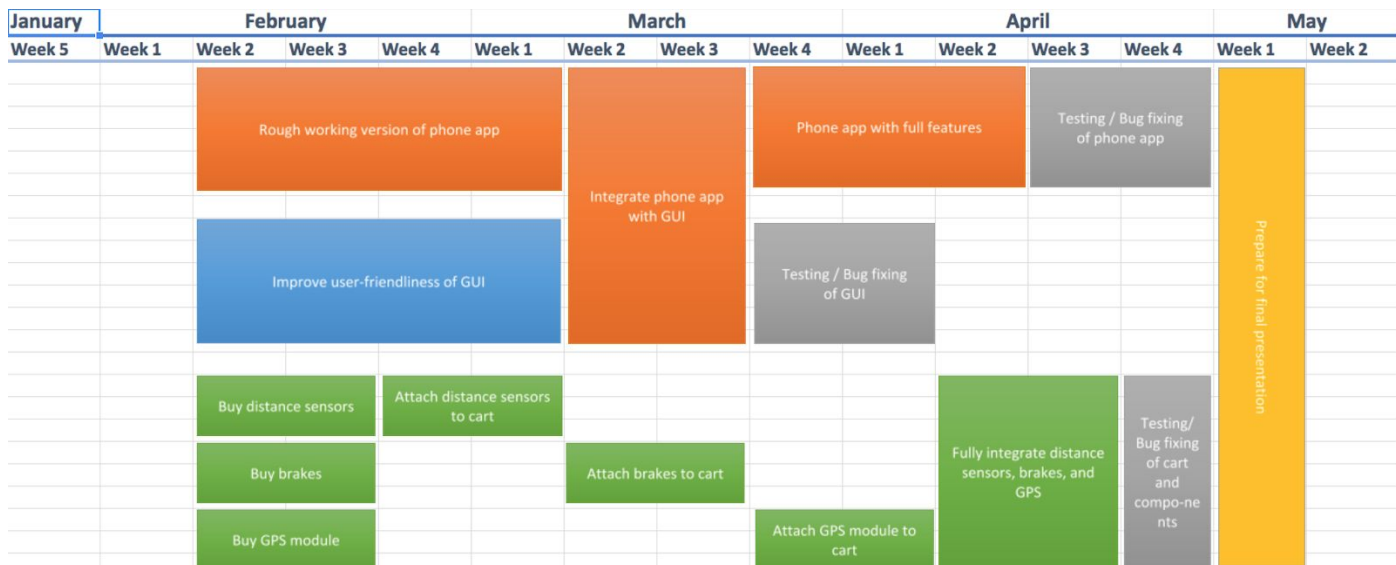 January February March April May
Week 5 Week 1 Week 2 Week 3 Week 4 Week 1 Week 2 Week 3 Week 4 Week 1 Week 2 Week 3 Week 4 Week 1 Week 2
Rough working version of phone app
Integrate phone app
with GUI
Phone app with full features
Testing / Bug fixing
of phone app
Prepare for final presentation
Improve user-friendliness of GUI
Testing / Bug fixing
of GUI
Buy distance sensors
Attach distance sensors
to cart
Buy brakes
Attach brakes to cart
Fully integrate distance
sensors, brakes, and
GPS
Testing/
Bug fixing
of cart
and
compo-ne
nts
Buy GPS module
Attach GPS module to
cart